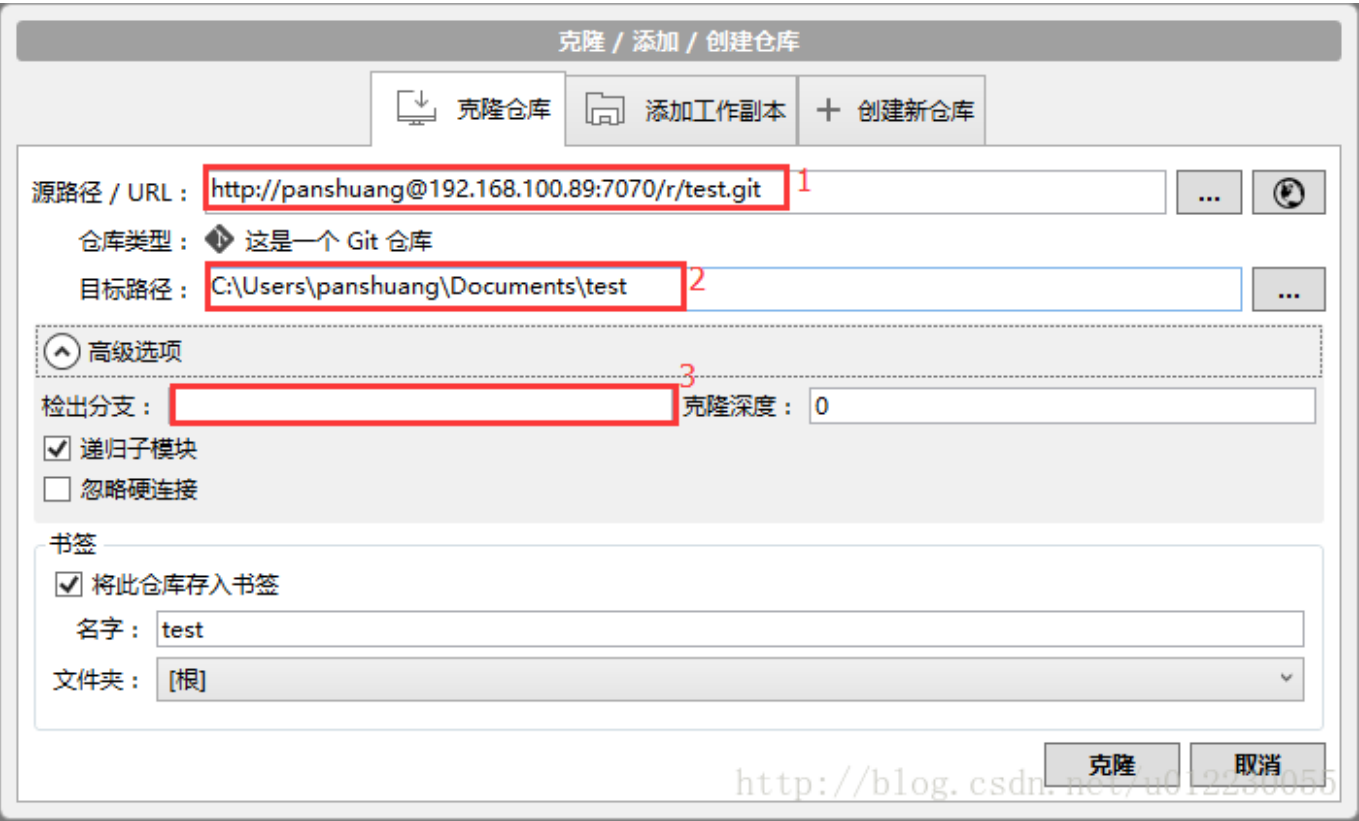 克隆 / 添加 / 创建仓库
克隆仓库 添加工作副本 创建新仓库
源路径 / URL： http://panshuang@192.168.100.89:7070/r/test.git 1 ...
仓库类型： 这是一个 Git 仓库
目标路径： C:\Users\panshuang\Documents\test 2 ...
高级选项
检出分支： 3 克隆深度： 0
递归子模块
忽略硬连接
书签
将此仓库存入书签
名字： test
文件夹： [根]
克隆 取消
http://blog.csdn.net/u012230055